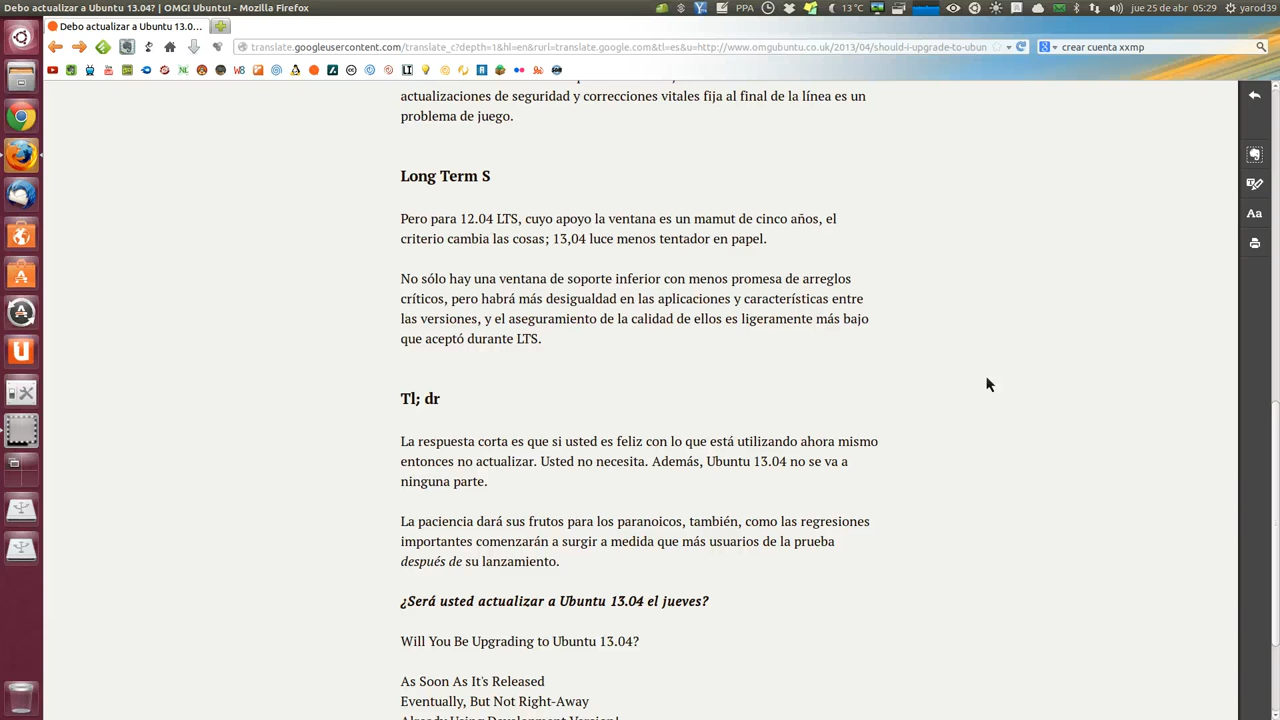 Debo actualizar a Ubuntu 13.04? | OMG! Ubuntu! - Mozilla Firefox
PPA
13°C
jue 25 de abr
05:29
yarod39
Debo actualizar a Ubuntu 13.0...
translate.googleusercontent.com/translate_c?depth=1&hl=en&rurl=translate.google.com&tl=es&u=http://www.omgubuntu.co.uk/2013/04/should-i-upgrade-to-ubun
crear cuenta xxmp
actualizaciones de seguridad y correcciones vitales fija al final de la línea es un
problema de juego.
Long Term S
Pero para 12.04 LTS, cuyo apoyo la ventana es un mamut de cinco años, el
criterio cambia las cosas; 13,04 luce menos tentador en papel.
No sólo hay una ventana de soporte inferior con menos promesa de arreglos
críticos, pero habrá más desigualdad en las aplicaciones y características entre
las versiones, y el aseguramiento de la calidad de ellos es ligeramente más bajo
que aceptó durante LTS.
Tl; dr
La respuesta corta es que si usted es feliz con lo que está utilizando ahora mismo
entonces no actualizar. Usted no necesita. Además, Ubuntu 13.04 no se va a
ninguna parte.
La paciencia dará sus frutos para los paranoicos, también, como las regresiones
importantes comenzarán a surgir a medida que más usuarios de la prueba
después de su lanzamiento.
¿Será usted actualizar a Ubuntu 13.04 el jueves?
Will You Be Upgrading to Ubuntu 13.04?
As Soon As It's Released
Eventually, But Not Right-Away
Already Using Development Version!
Aa